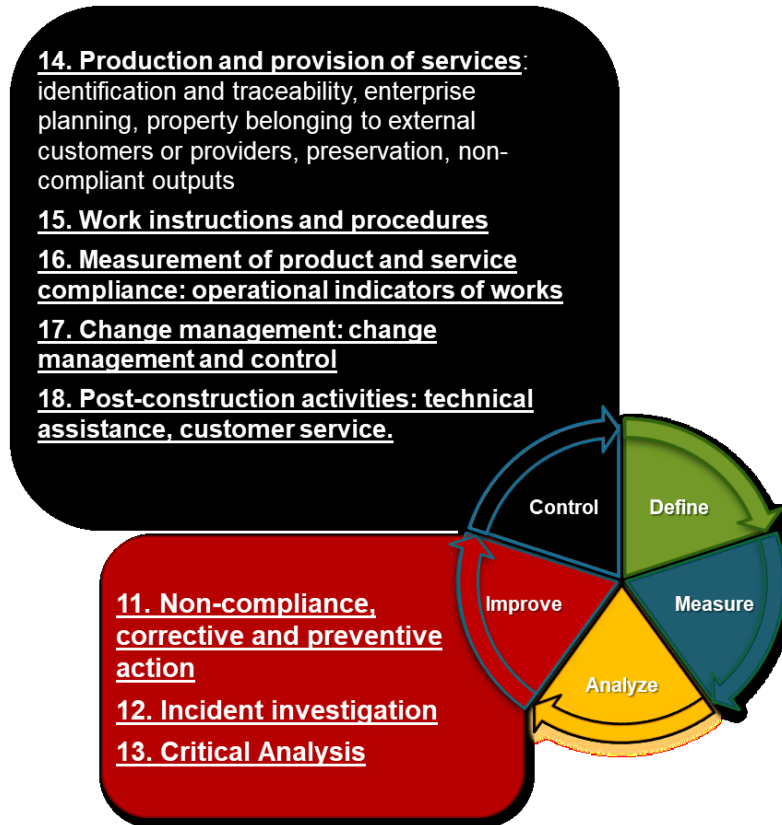 14. Production and provision of services:
identification and traceability, enterprise
planning, property belonging to external
customers or providers, preservation, non-
compliant outputs
15. Work instructions and procedures
16. Measurement of product and service
compliance: operational indicators of works
17. Change management: change
management and control
18. Post-construction activities: technical
assistance, customer service.
Control
Define
Improve
Measure
Analyze
11. Non-compliance,
corrective and preventive
action
12. Incident investigation
13. Critical Analysis